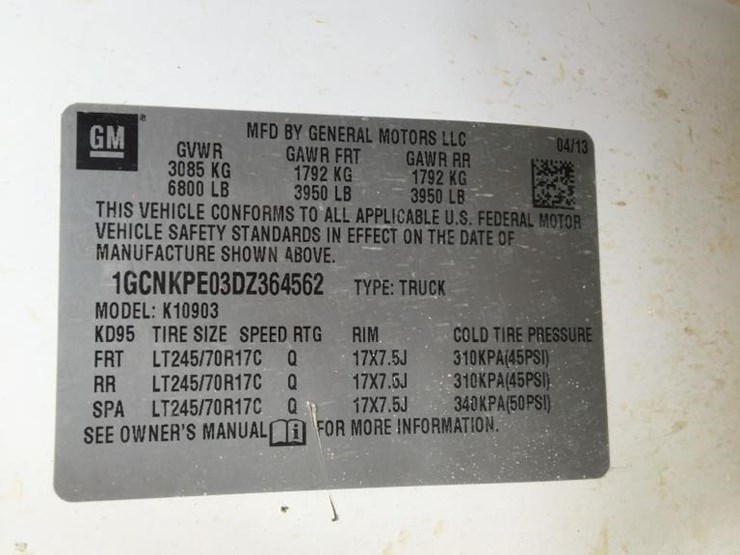 GM®
MFD BY GENERAL MOTORS LLC 04/13
GVWR GAWR FRT GAWR RR
3085 KG 1792 KG 1792 KG
6800 LB 3950 LB 3950 LB
THIS VEHICLE CONFORMS TO ALL APPLICABLE U.S. FEDERAL MOTOR
VEHICLE SAFETY STANDARDS IN EFFECT ON THE DATE OF
MANUFACTURE SHOWN ABOVE.
1GCNKPE03DZ364562 TYPE: TRUCK
MODEL: K10903
KD95 TIRE SIZE SPEED RTG RIM COLD TIRE PRESSURE
FRT LT245/70R17C Q 17X7.5J 310KPA(45PSI)
RR LT245/70R17C Q 17X7.5J 310KPA(45PSI)
SPA LT245/70R17C Q 17X7.5J 340KPA(50PSI)
SEE OWNER'S MANUAL i FOR MORE INFORMATION.